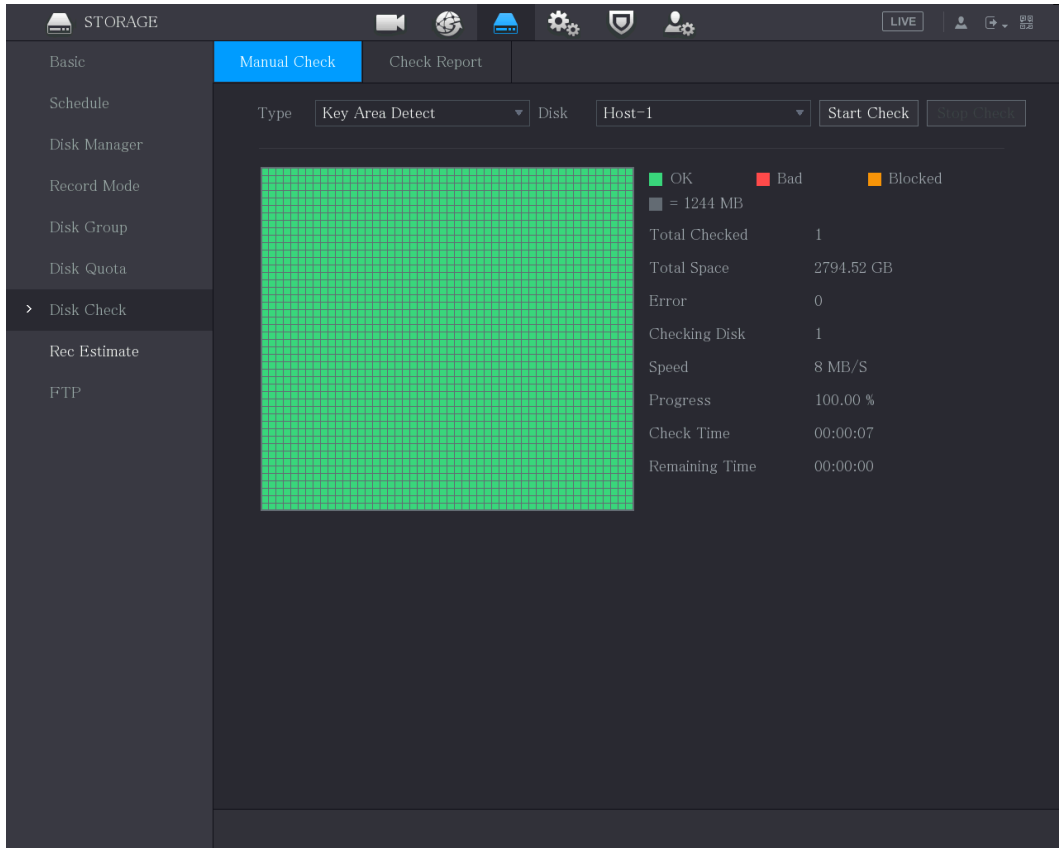 STORAGE
LIVE
Basic
Manual Check
Check Report
Schedule
Type
Key Area Detect
Disk
Host-1
Start Check
Stop Check
Disk Manager
Record Mode
Disk Group
Disk Quota
Disk Check
Rec Estimate
FTP
OK
Bad
Blocked
= 1244 MB
Total Checked 1
Total Space 2794.52 GB
Error 0
Checking Disk 1
Speed 8 MB/S
Progress 100.00 %
Check Time 00:00:07
Remaining Time 00:00:00